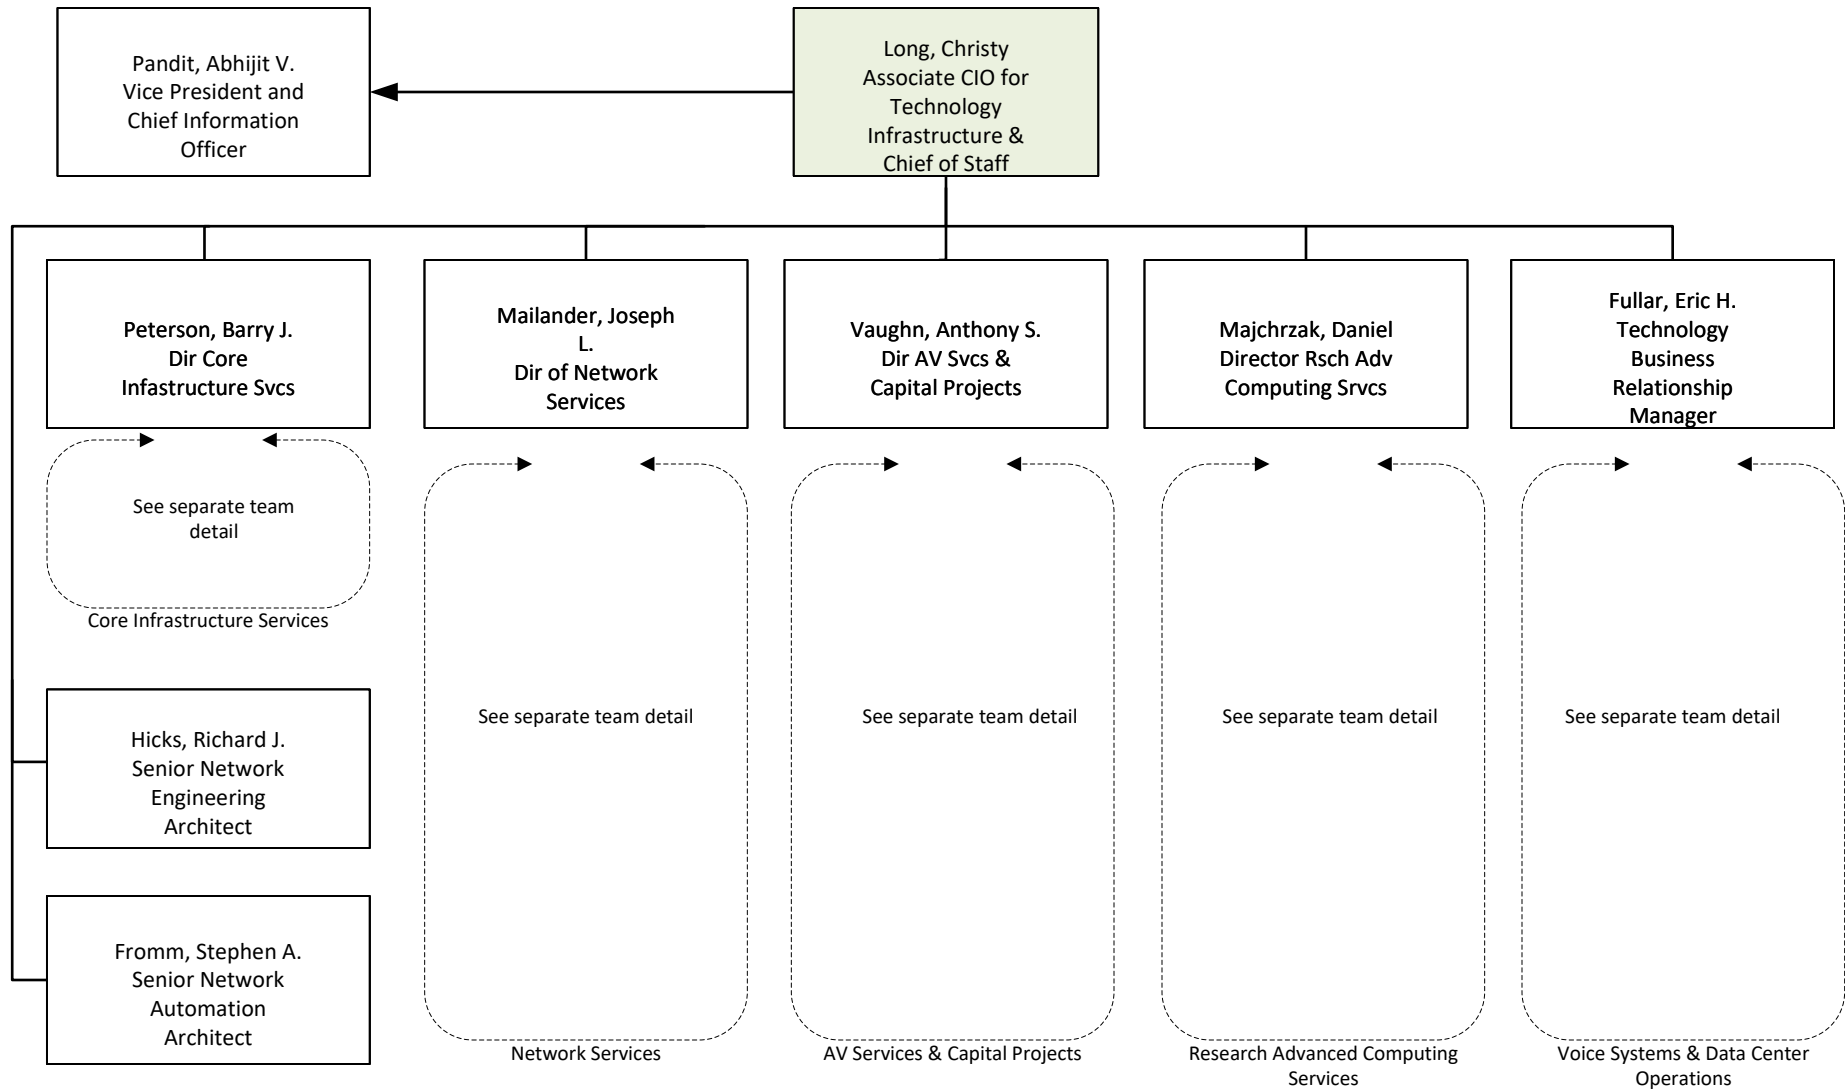 Pandit, Abhijit V.
Vice President and
Chief Information
Officer
Long, Christy
Associate CIO for
Technology
Infrastructure &
Chief of Staff
Peterson, Barry J.
Dir Core
Infastructure Svcs
Mailander, Joseph
L.
Dir of Network
Services
Vaughn, Anthony S.
Dir AV Svcs &
Capital Projects
Majchrzak, Daniel
Director Rsch Adv
Computing Srvcs
Fullar, Eric H.
Technology
Business
Relationship
Manager
See separate team
detail
Core Infrastructure Services
Hicks, Richard J.
Senior Network
Engineering
Architect
Fromm, Stephen A.
Senior Network
Automation
Architect
See separate team detail
Network Services
See separate team detail
AV Services & Capital Projects
See separate team detail
Research Advanced Computing
Services
See separate team detail
Voice Systems & Data Center
Operations